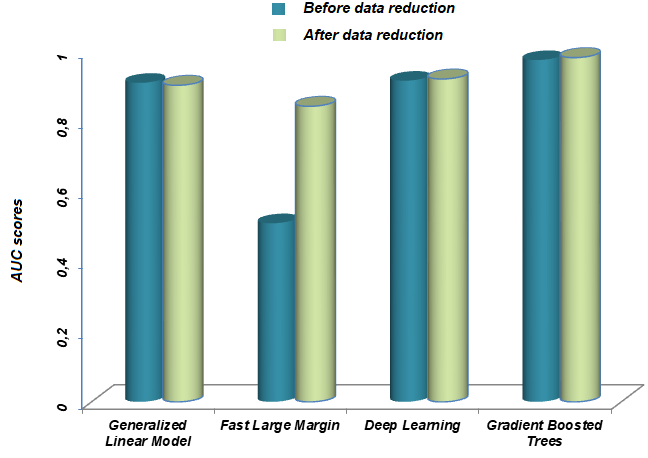 Before data reduction
After data reduction
1
0,8
0,6
0,4
0,2
0
AUC scores
Generalized
Linear Model
Fast Large Margin
Deep Learning
Gradient Boosted
Trees